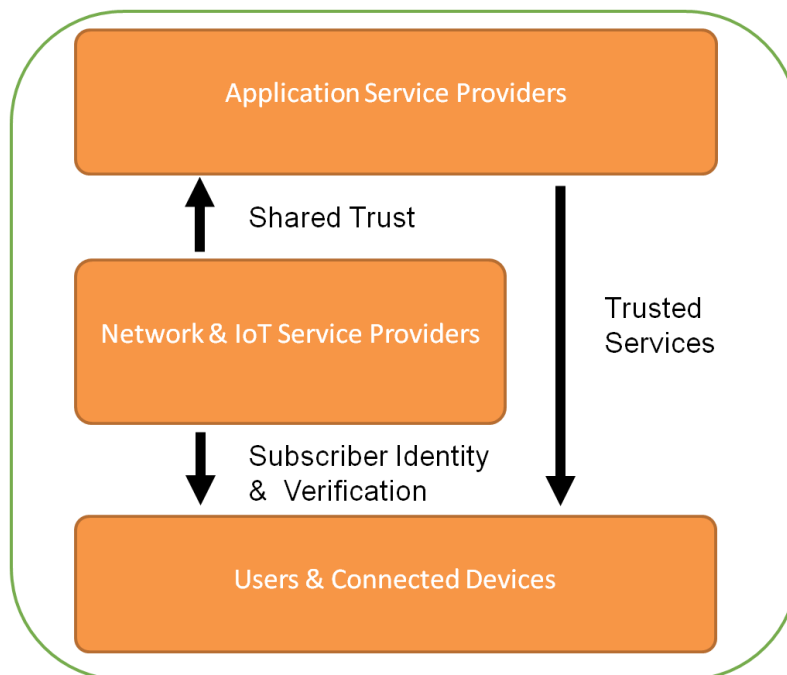 Application Service Providers
Shared Trust
Network & IoT Service Providers
Trusted
Services
Subscriber Identity
& Verification
Users & Connected Devices